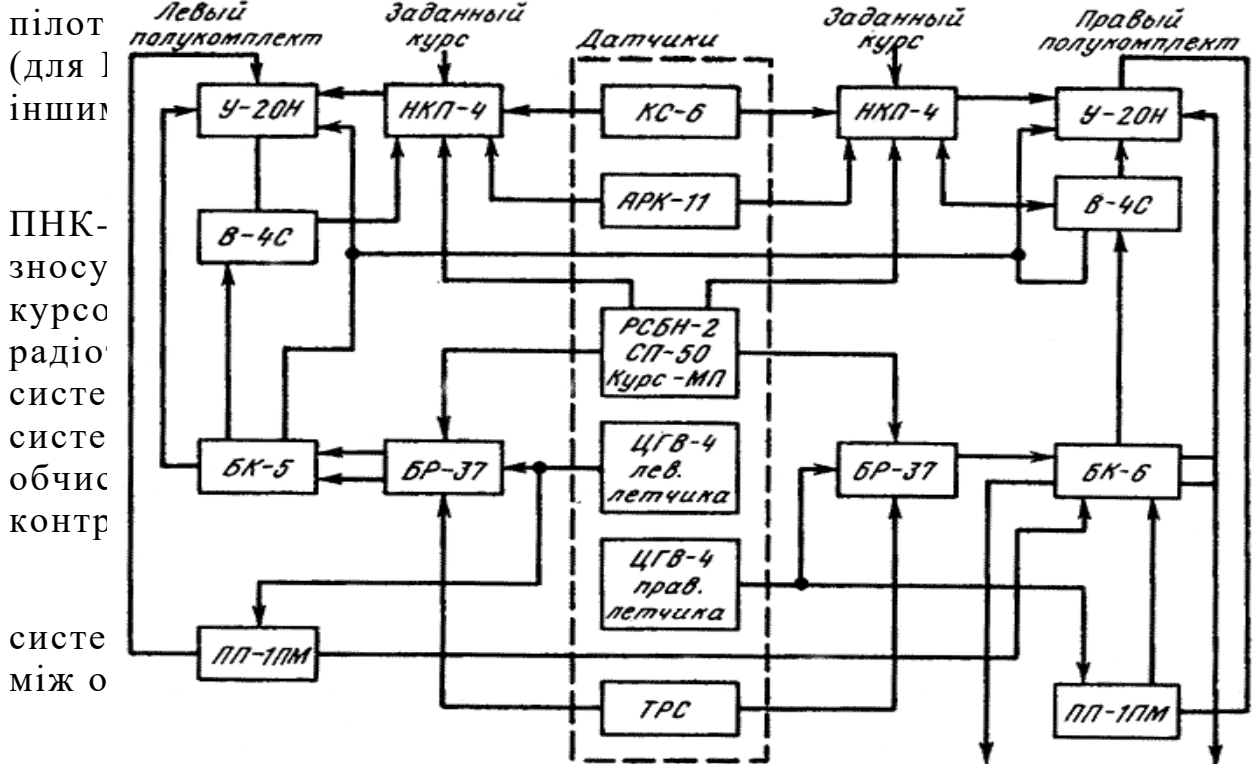 пілот
(для
інши
ПНК-
зносу
курсо
радіо
систе
систе
обчис
контр
систе
між о
Левый
полукомплект
Заданный
курс
Датчики
Заданный
курс
Правый
полукомплект
У-20Н
НКП-4
КС-6
НКП-4
У-20Н
АРК-11
В-4С
В-4С
РСБН-2
СП-50
Курс-МП
БК-5
БР-37
ЦГВ-4
лев.
летчика
БР-37
БК-6
ЦГВ-4
прав.
летчика
ПП-1ПМ
ТРС
ПП-1ПМ